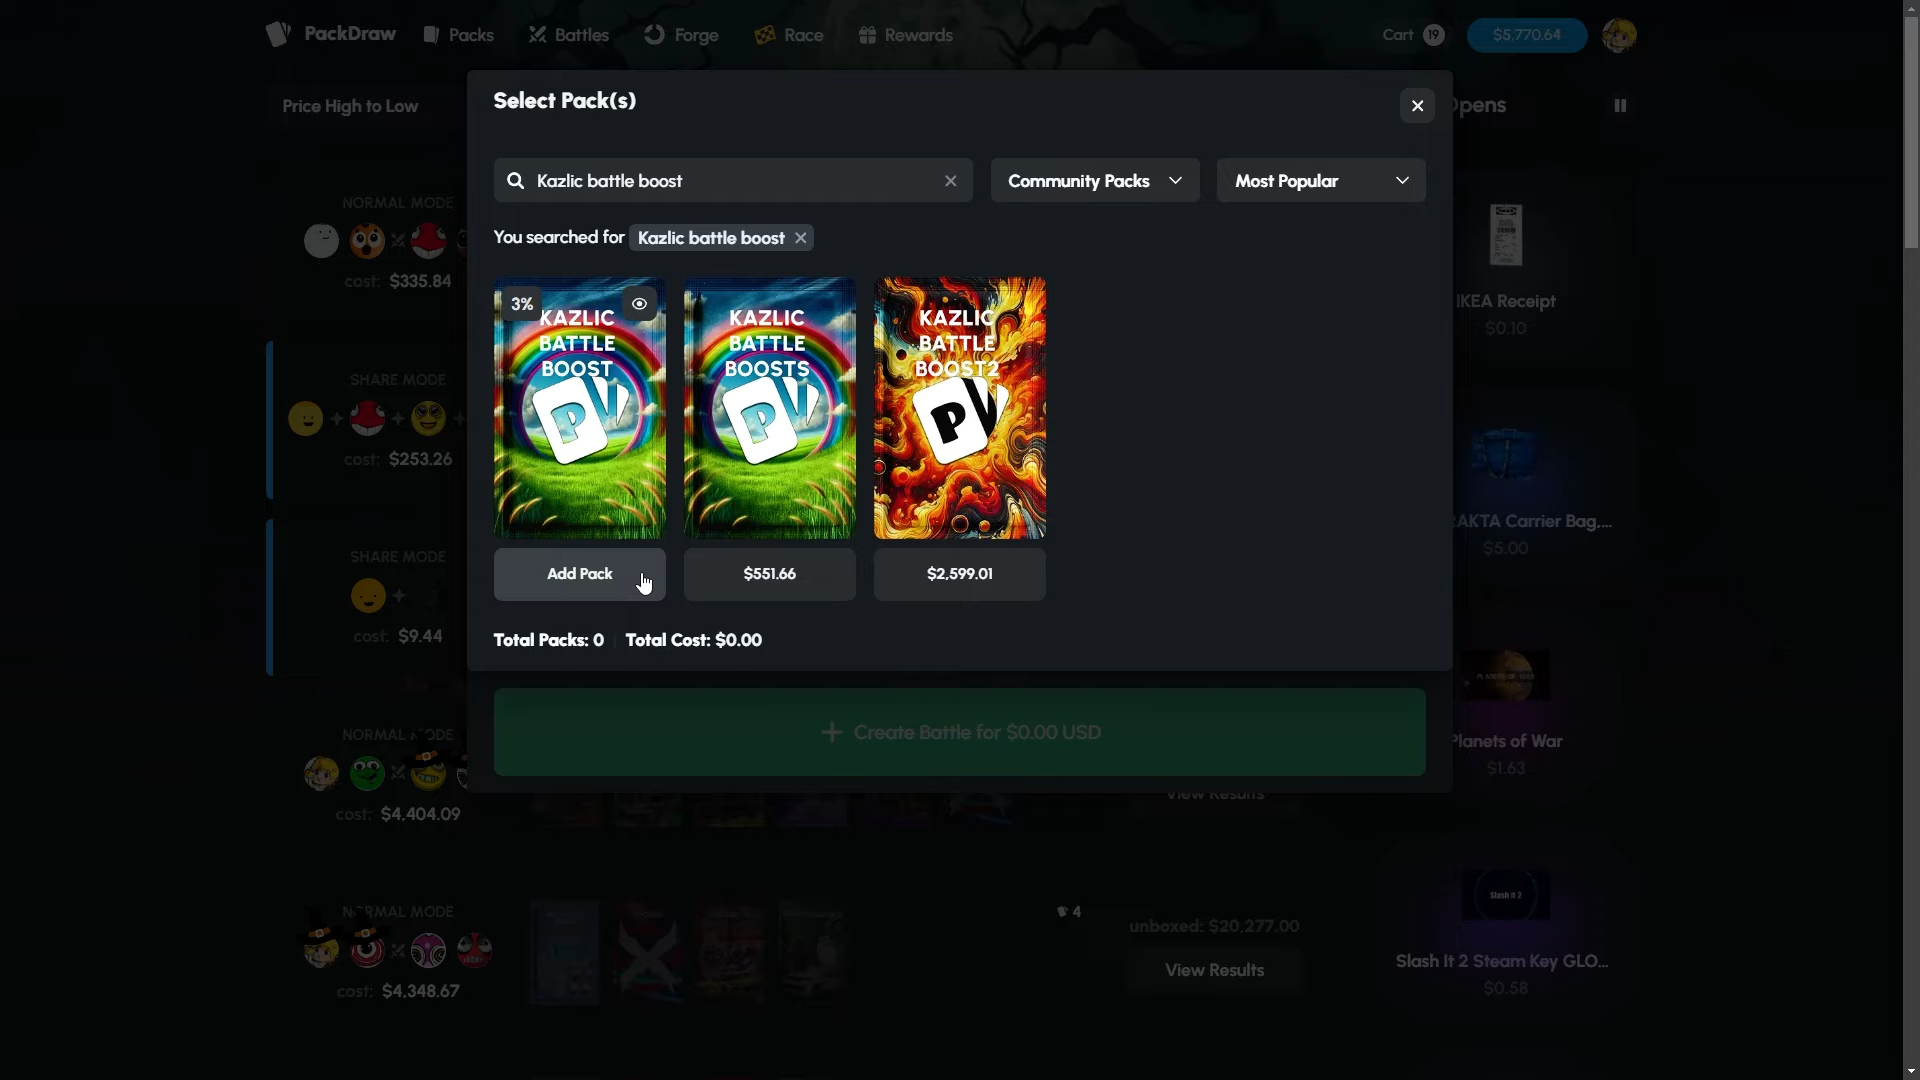 PackDraw
Packs
Battles
Forge
Race
Rewards
Cart
19
$5,770.64
Price High to Low
Select Pack(s)
Opens
Kazlic battle boost
Community Packs
Most Popular
You searched for Kazlic battle boost
3%
KAZLIC
BATTLE
BOOST
KAZLIC
BATTLE
BOOSTS
KAZLIC
BATTLE
BOOST2
Add Pack
$551.66
$2,599.01
Total Packs: 0
Total Cost: $0.00
Create Battle for $0.00 USD
NORMAL MODE
cost: $335.84
SHARE MODE
cost: $253.26
SHARE MODE
cost: $9.44
NORMAL MODE
cost: $4,404.09
View Results
NORMAL MODE
cost: $4,348.67
4
unboxed: $20,277.00
View Results
IKEA Receipt
$0.10
RAKTA Carrier Bag,...
$5.00
Planets of War
$1.63
Slash it 2
Slash It 2 Steam Key GLO...
$0.58